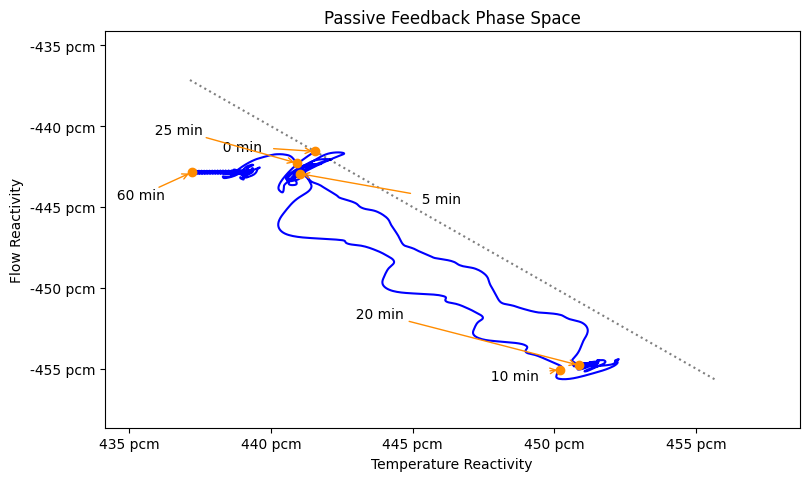 Passive Feedback Phase Space
-435 pcm
-440 pcm
-445 pcm
-450 pcm
-455 pcm
Flow Reactivity
25 min
0 min
60 min
5 min
20 min
10 min
435 pcm
440 pcm
445 pcm
450 pcm
455 pcm
Temperature Reactivity